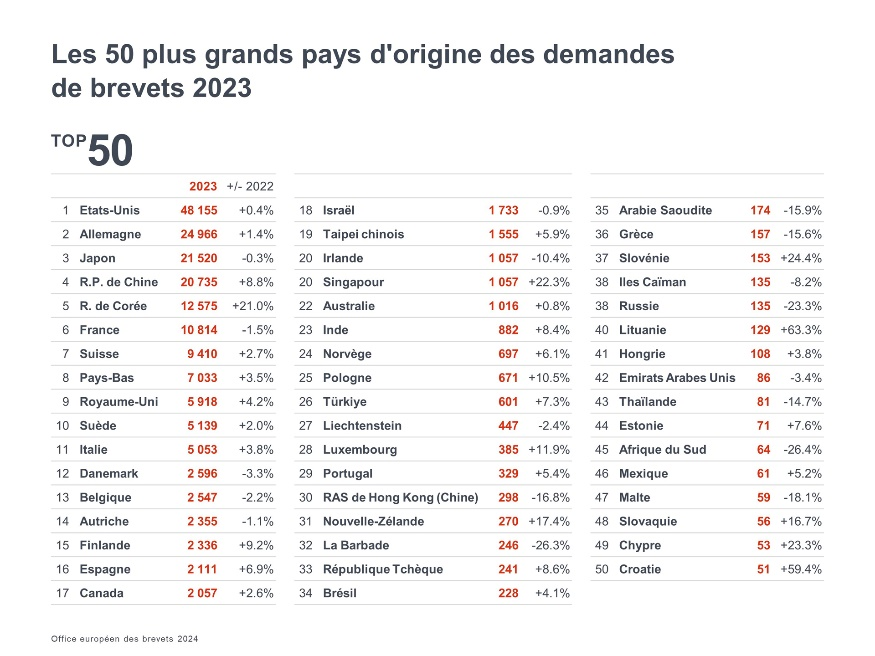 Les 50 plus grands pays d'origine des demandes
de brevets 2023
TOP50
2023 +/- 2022
1 Etats-Unis 48 155 +0.4%
2 Allemagne 24 966 +1.4%
3 Japon 21 520 -0.3%
4 R.P. de Chine 20 735 +8.8%
5 R. de Corée 12 575 +21.0%
6 France 10 814 -1.5%
7 Suisse 9 410 +2.7%
8 Pays-Bas 7 033 +3.5%
9 Royaume-Uni 5 918 +4.2%
10 Suède 5 139 +2.0%
11 Italie 5 053 +3.8%
12 Danemark 2 596 -3.3%
13 Belgique 2 547 -2.2%
14 Autriche 2 355 -1.1%
15 Finlande 2 336 +9.2%
16 Espagne 2 111 +6.9%
17 Canada 2 057 +2.6%
18 Israël 1 733 -0.9%
19 Taipei chinois 1 555 +5.9%
20 Irlande 1 057 -10.4%
20 Singapour 1 057 +22.3%
22 Australie 1 016 +0.8%
23 Inde 882 +8.4%
24 Norvège 697 +6.1%
25 Pologne 671 +10.5%
26 Türkiye 601 +7.3%
27 Liechtenstein 447 -2.4%
28 Luxembourg 385 +11.9%
29 Portugal 329 +5.4%
30 RAS de Hong Kong (Chine) 298 -16.8%
31 Nouvelle-Zélande 270 +17.4%
32 La Barbade 246 -26.3%
33 République Tchèque 241 +8.6%
34 Brésil 228 +4.1%
35 Arabie Saoudite 174 -15.9%
36 Grèce 157 -15.6%
37 Slovénie 153 +24.4%
38 Iles Caïman 135 -8.2%
38 Russie 135 -23.3%
40 Lituanie 129 +63.3%
41 Hongrie 108 +3.8%
42 Emirats Arabes Unis 86 -3.4%
43 Thaïlande 81 -14.7%
44 Estonie 71 +7.6%
45 Afrique du Sud 64 -26.4%
46 Mexique 61 +5.2%
47 Malte 59 -18.1%
48 Slovaquie 56 +16.7%
49 Chypre 53 +23.3%
50 Croatie 51 +59.4%
Office européen des brevets 2024